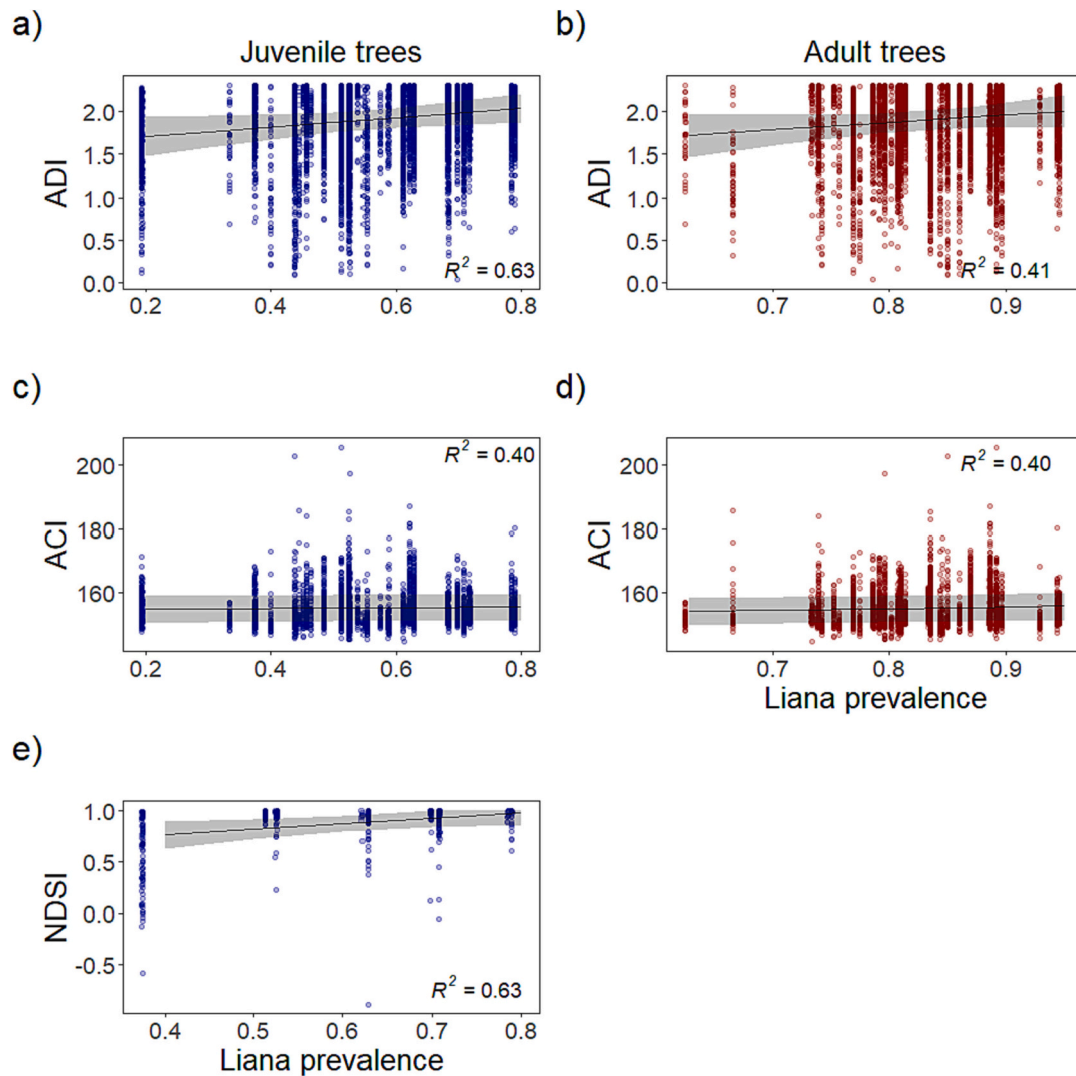 a)
Juvenile trees
ADI
2.0
1.5
1.0
0.5
0.0
R² = 0.63
0.2 0.4 0.6 0.8
b)
Adult trees
ADI
2.0
1.5
1.0
0.5
0.0
R² = 0.41
0.7 0.8 0.9
c)
ACI
200
180
160
R² = 0.40
0.2 0.4 0.6 0.8
d)
ACI
200
180
160
R² = 0.40
0.7 0.8 0.9
Liana prevalence
e)
NDSI
1.0
0.5
0.0
-0.5
R² = 0.63
0.4 0.5 0.6 0.7 0.8
Liana prevalence